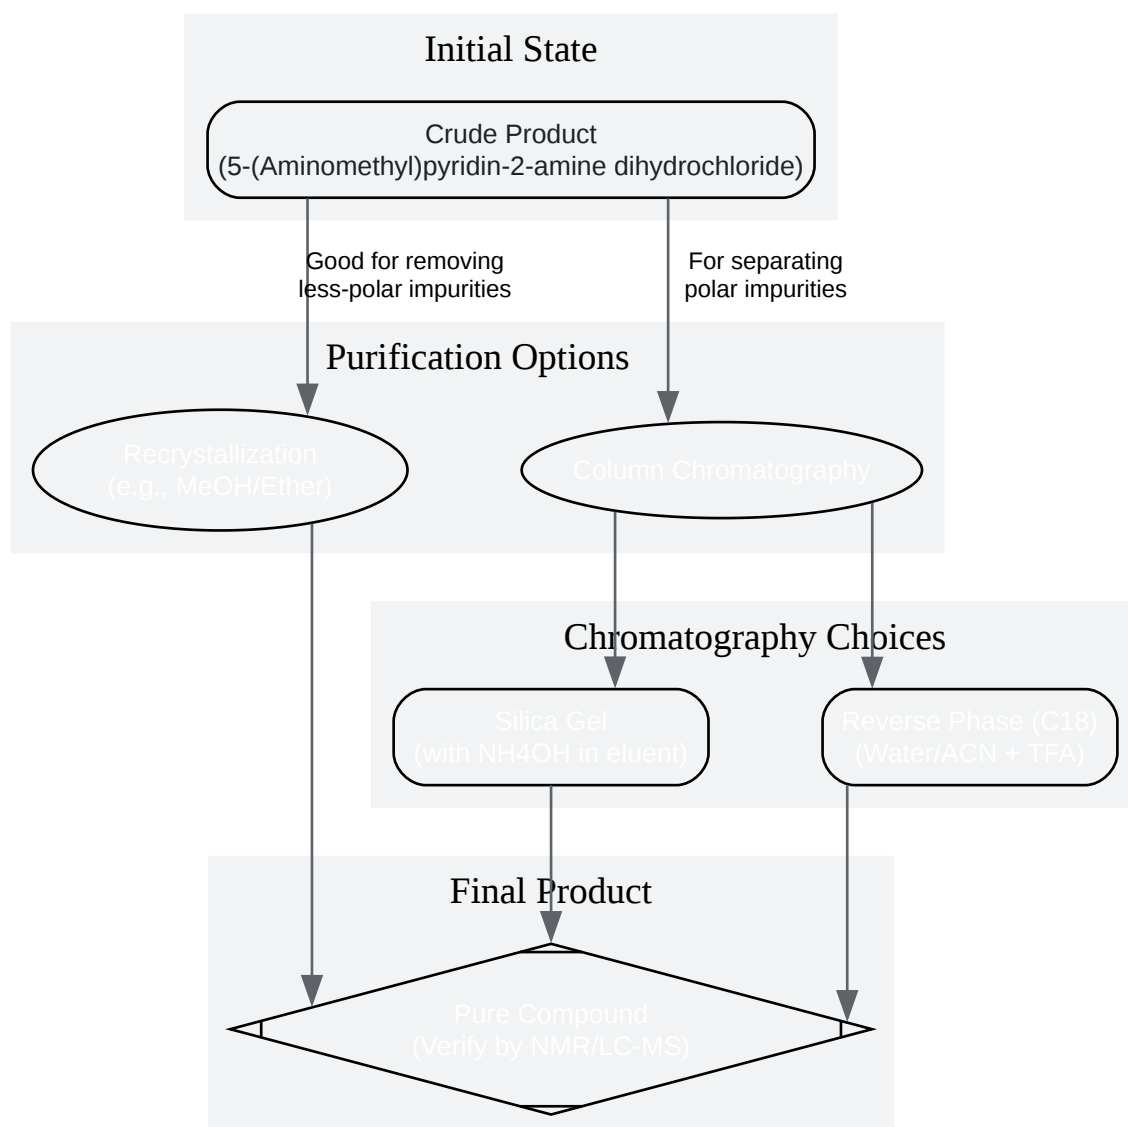 Initial State
Crude Product
(5-(Aminomethyl)pyridin-2-amine dihydrochloride)
Good for removing
less-polar impurities
For separating
polar impurities
Purification Options
Recrystallization
(e.g., MeOH/Ether)
Column Chromatography
Chromatography Choices
Silica Gel
(with NH4OH in eluent)
Reverse Phase (C18)
(Water/ACN + TFA)
Final Product
Pure Compound
(Verify by NMR/LC-MS)